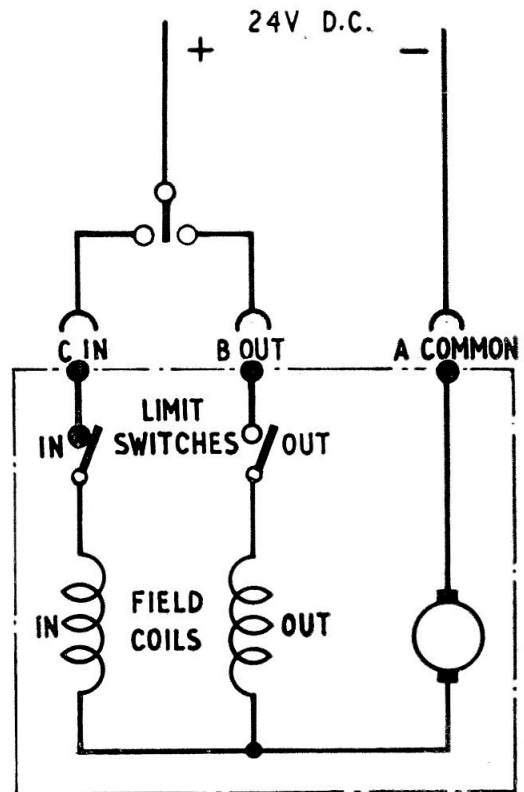 24V D.C.
+ −
C IN B OUT A COMMON
LIMIT
IN SWITCHES OUT
FIELD
IN COILS OUT